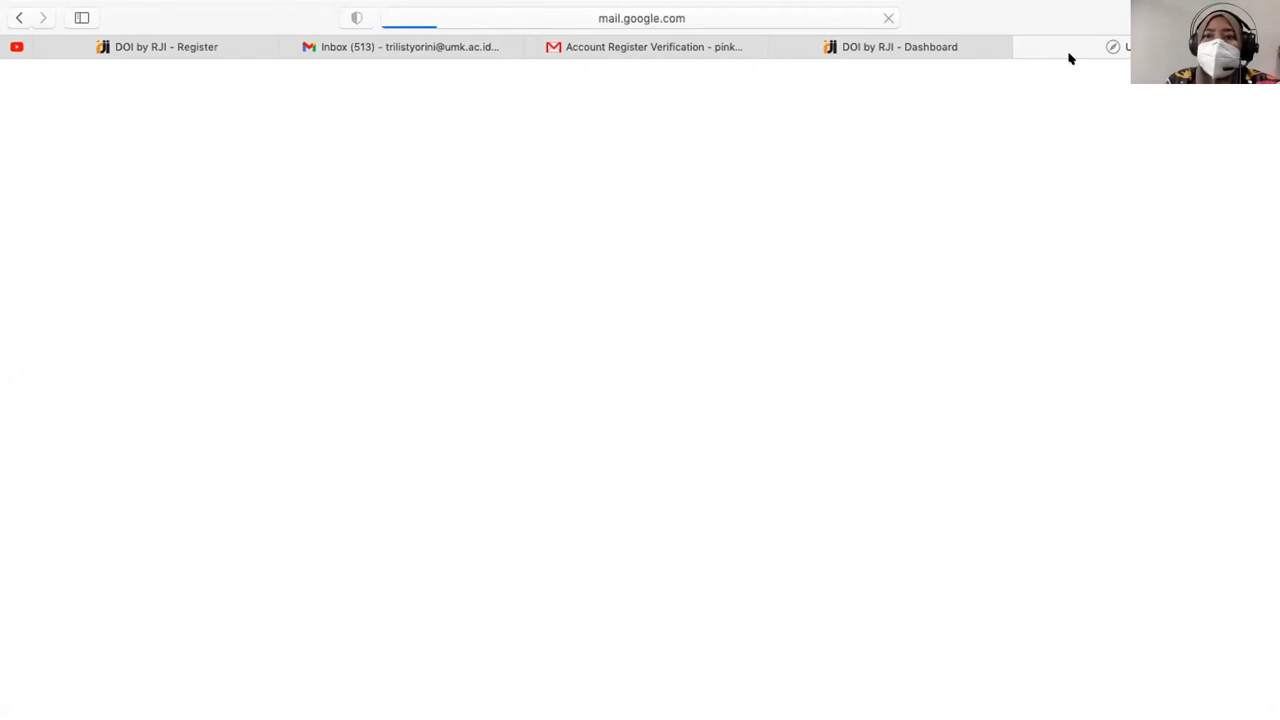 mail.google.com
DOI by RJI - Register
Inbox (513) - trilistyorini@umk.ac.id...
Account Register Verification - pink...
DOI by RJI - Dashboard
U